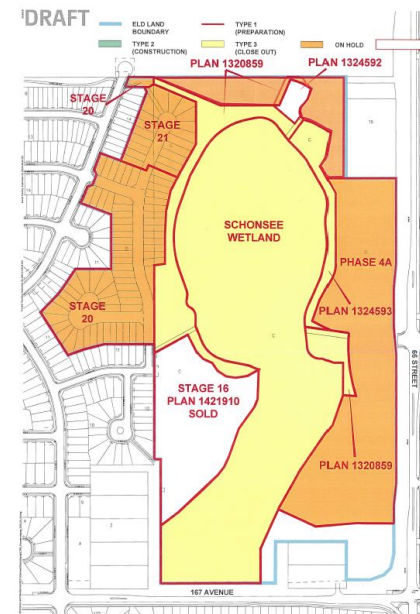 DRAFT
ELD LAND
BOUNDARY
TYPE 1
(PREPARATION)
TYPE 2
(CONSTRUCTION)
TYPE 3
(CLOSE OUT)
ON HOLD
PLAN 1320859
PLAN 1324592
STAGE
20
STAGE
21
SCHONSEE
WETLAND
PHASE 4A
STAGE
20
PLAN 1324593
66 STREET
STAGE 16
PLAN 1421910
SOLD
PLAN 1320859
167 AVENUE